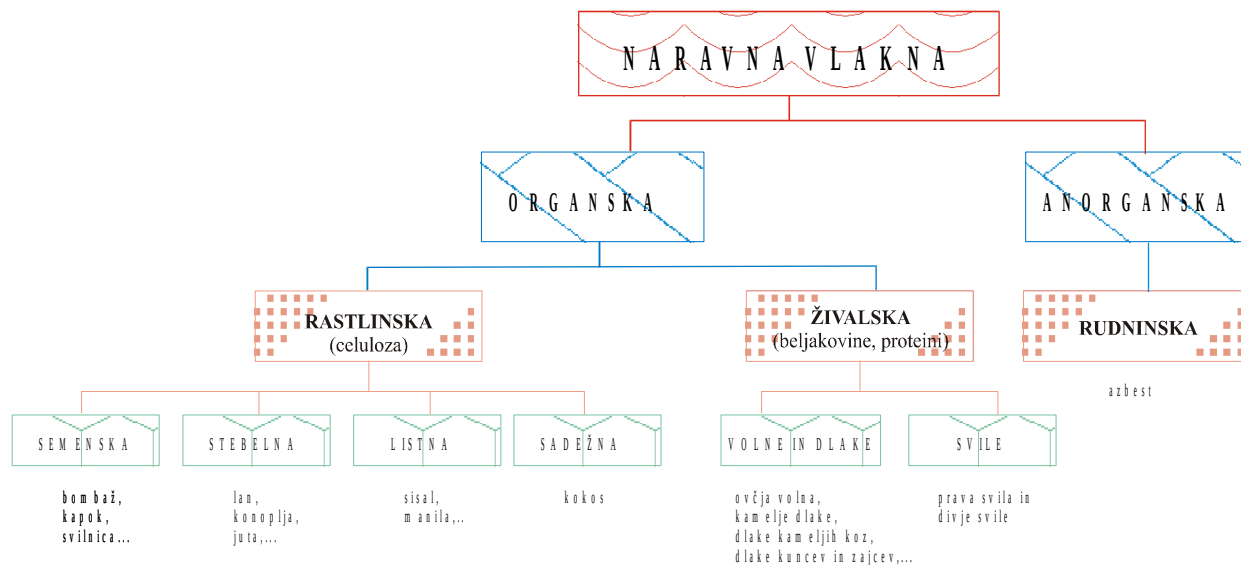 NARAVNA VLAKNA
ORGANSKA
ANORGANSKA
RASTLINSKA
(celuloza)
ŽIVALSKA
(beljakovine, proteini)
RUDNINSKA
azbest
SEMENSKA
STEBELNA
LISTNA
SADEŽNA
VOLNE IN DLAKE
SVILE
bombaž,
kapok,
svilnica...
lan,
konoplja,
juta,...
sisal,
manila,..
kokos
ovčja volna,
kamelje dlake,
dlake kameljih koz,
dlake kuncev in zajcev,...
prava svila in
divje svile